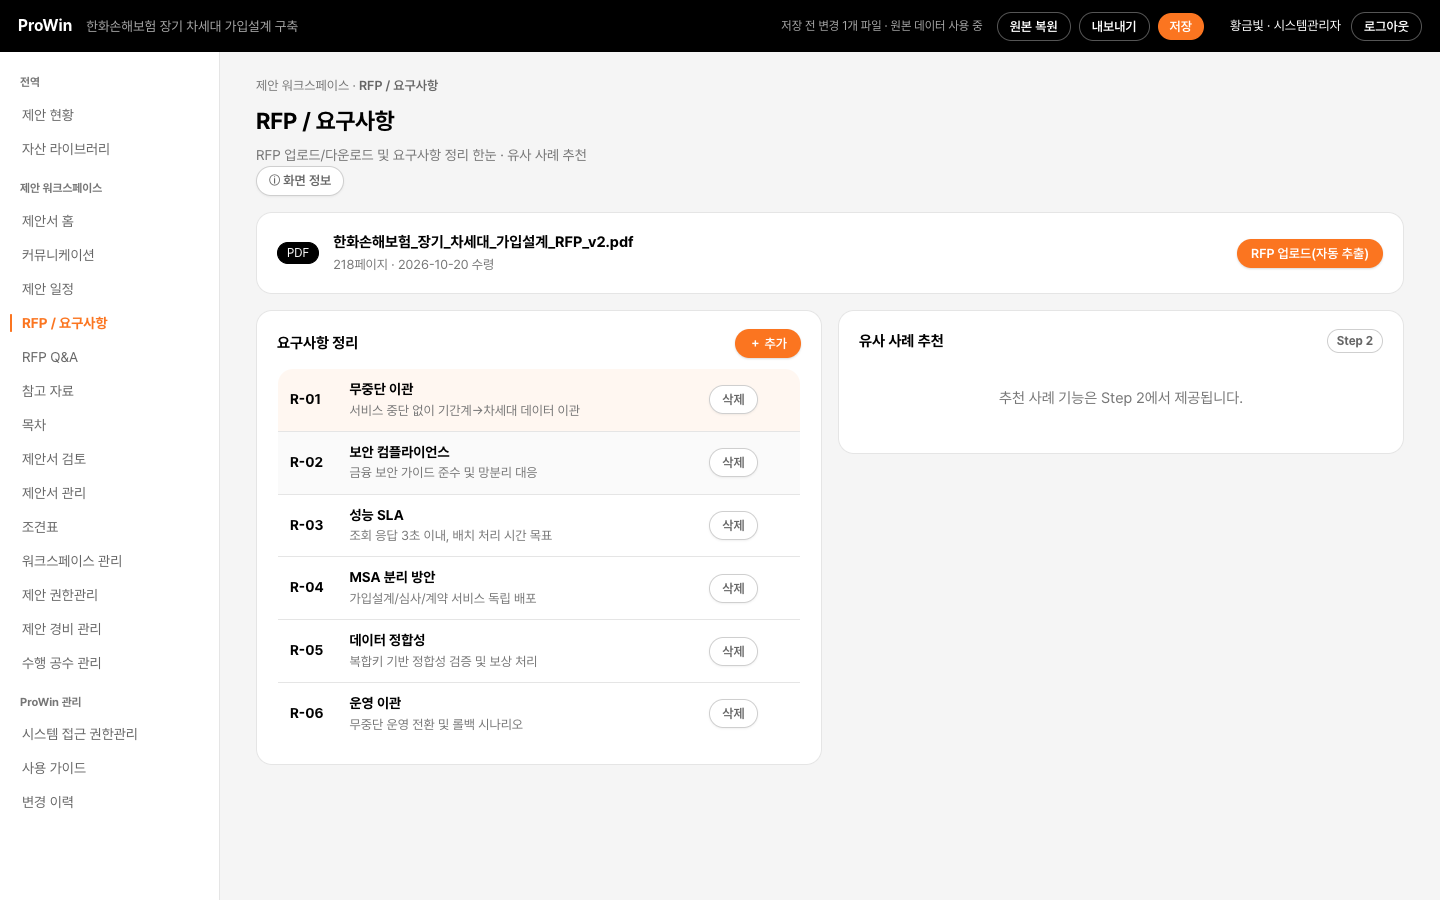 ProWin 한화손해보험 장기 차세대 가입설계 구축 저장 전 변경 1개 파일 · 원본 데이터 사용 중 원본 복원 내보내기 저장 황금빛 · 시스템관리자 로그아웃
전역
제안 현황
자산 라이브러리
제안 워크스페이스
제안서 홈
커뮤니케이션
제안 일정
RFP / 요구사항
RFP Q&A
참고 자료
목차
제안서 검토
제안서 관리
조견표
워크스페이스 관리
제안 권한관리
제안 경비 관리
수행 공수 관리
ProWin 관리
시스템 접근 권한관리
사용 가이드
변경 이력
제안 워크스페이스 · RFP / 요구사항
RFP / 요구사항
RFP 업로드/다운로드 및 요구사항 정리 한눈 · 유사 사례 추천
ⓘ 화면 정보
PDF
한화손해보험_장기_차세대_가입설계_RFP_v2.pdf
218페이지 · 2026-10-20 수령
RFP 업로드(자동 추출)
요구사항 정리
+ 추가
R-01
무중단 이관
서비스 중단 없이 기간계→차세대 데이터 이관
삭제
R-02
보안 컴플라이언스
금융 보안 가이드 준수 및 망분리 대응
삭제
R-03
성능 SLA
조회 응답 3초 이내, 배치 처리 시간 목표
삭제
R-04
MSA 분리 방안
가입설계/심사/계약 서비스 독립 배포
삭제
R-05
데이터 정합성
복합키 기반 정합성 검증 및 보상 처리
삭제
R-06
운영 이관
무중단 운영 전환 및 롤백 시나리오
삭제
유사 사례 추천
Step 2
추천 사례 기능은 Step 2에서 제공됩니다.